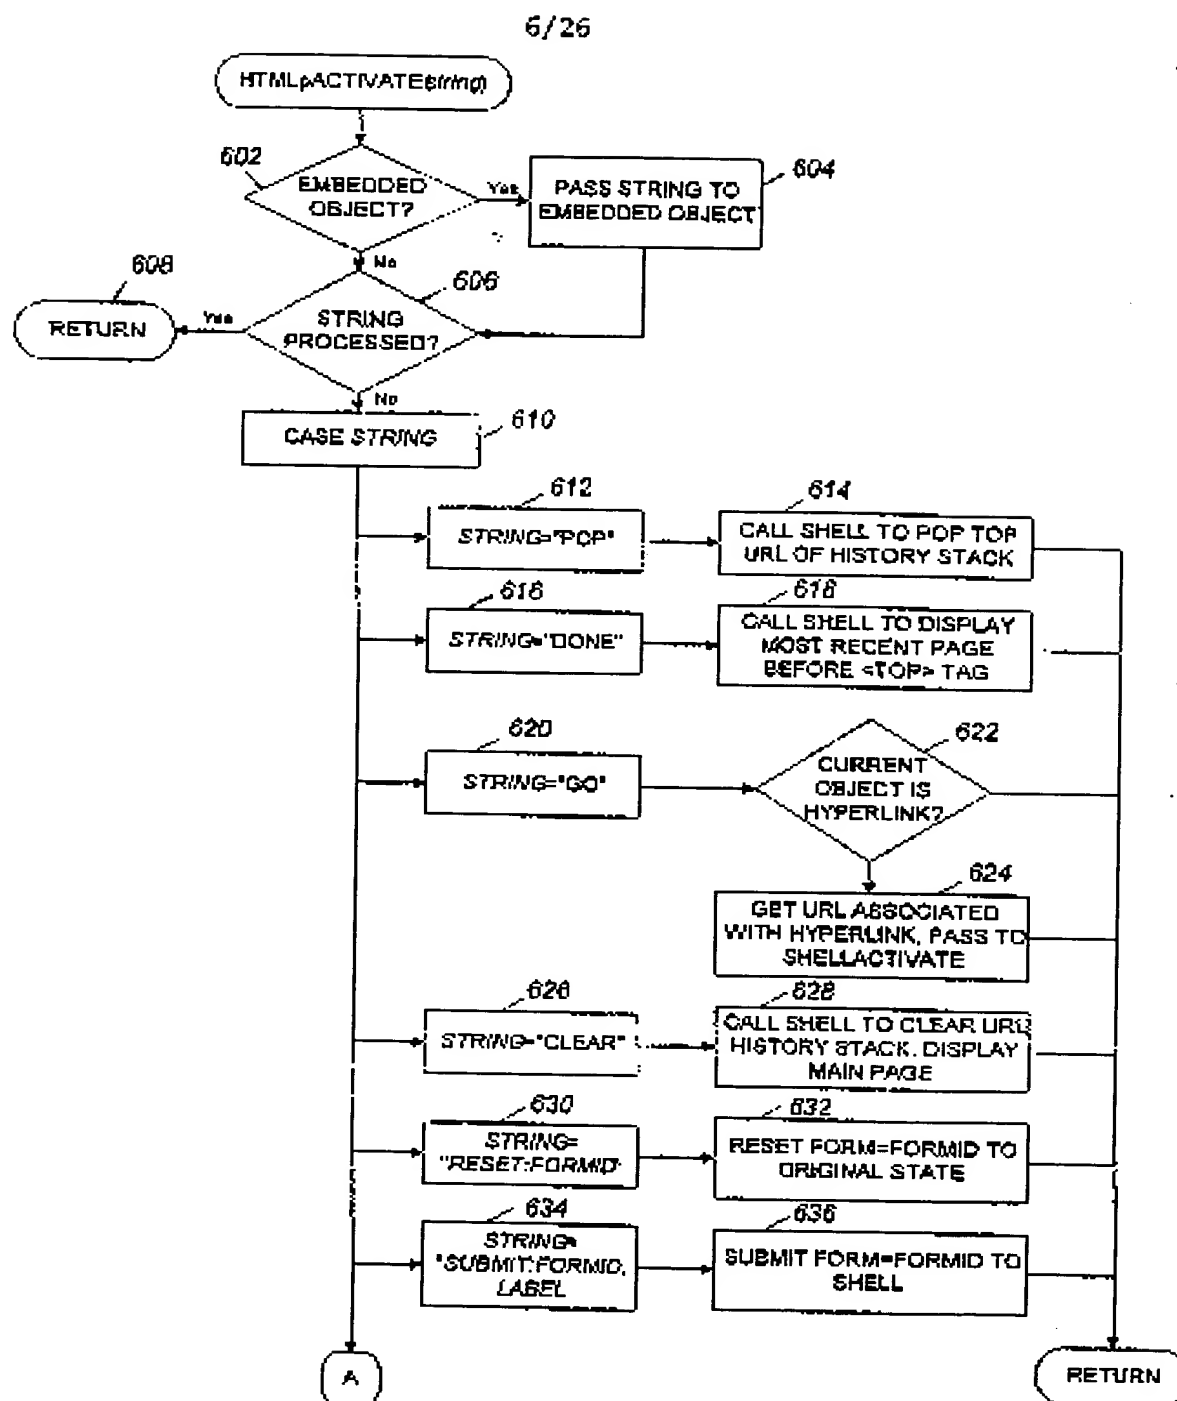 6/26
HTMLpACTIVATE(string)
602
EMBEDDED
OBJECT?
Yes
PASS STRING TO
EMBEDDED OBJECT
604
No
608
RETURN
Yes
STRING
PROCESSED?
606
No
CASE STRING
610
612
STRING="POP"
614
CALL SHELL TO POP TOP
URL OF HISTORY STACK
616
STRING="DONE"
618
CALL SHELL TO DISPLAY
MOST RECENT PAGE
BEFORE <TOP> TAG
620
STRING="GO"
622
CURRENT
OBJECT IS
HYPERLINK?
624
GET URL ASSOCIATED
WITH HYPERLINK, PASS TO
SHELLACTIVATE
626
STRING="CLEAR"
628
CALL SHELL TO CLEAR URL
HISTORY STACK. DISPLAY
MAIN PAGE
630
STRING=
"RESET:FORMID
632
RESET FORM=FORMID TO
ORIGINAL STATE
634
STRING=
"SUBMIT:FORMID,
LABEL
636
SUBMIT FORM=FORMID TO
SHELL
A
RETURN